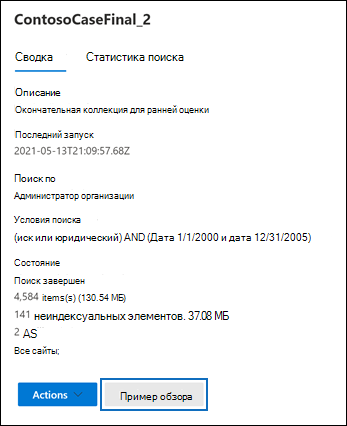 ContosoCaseFinal_2
Сводка Статистика поиска
Описание
Окончательная коллекция для ранней оценки
Последний запуск
2021-05-13T21:09:57.68Z
Поиск по
Администратор организации
Условия поиска
(иск или юридический) AND (Дата 1/1/2000 и дата 12/31/2005)
Состояние
Поиск завершен
4,584 items(s) (130.54 МБ)
141 неиндексуальных элементов. 37.08 МБ
2 AS
Все сайты;
Actions Пример обзора